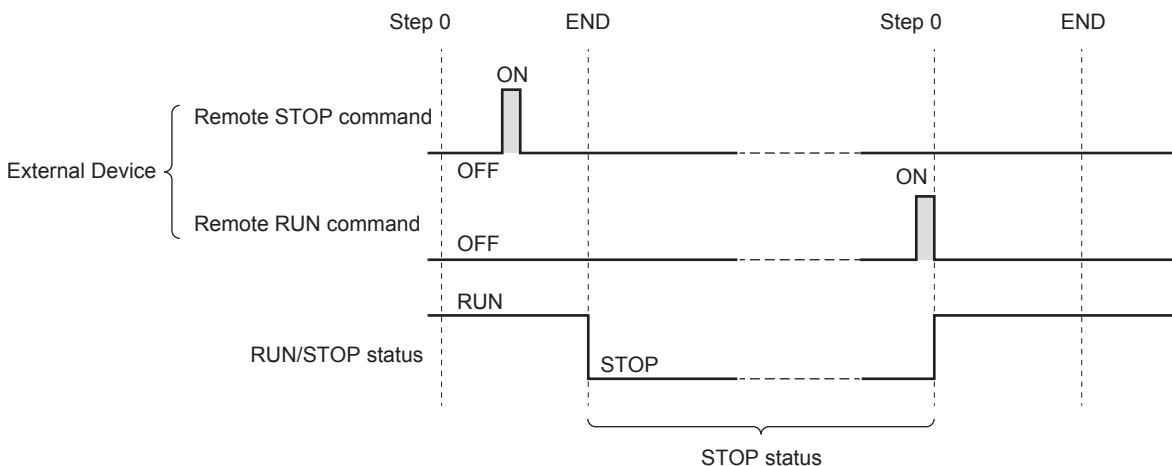 Step 0
END
Step 0
END
ON
Remote STOP command
OFF
External Device
ON
Remote RUN command
OFF
RUN
RUN/STOP status
STOP
STOP status